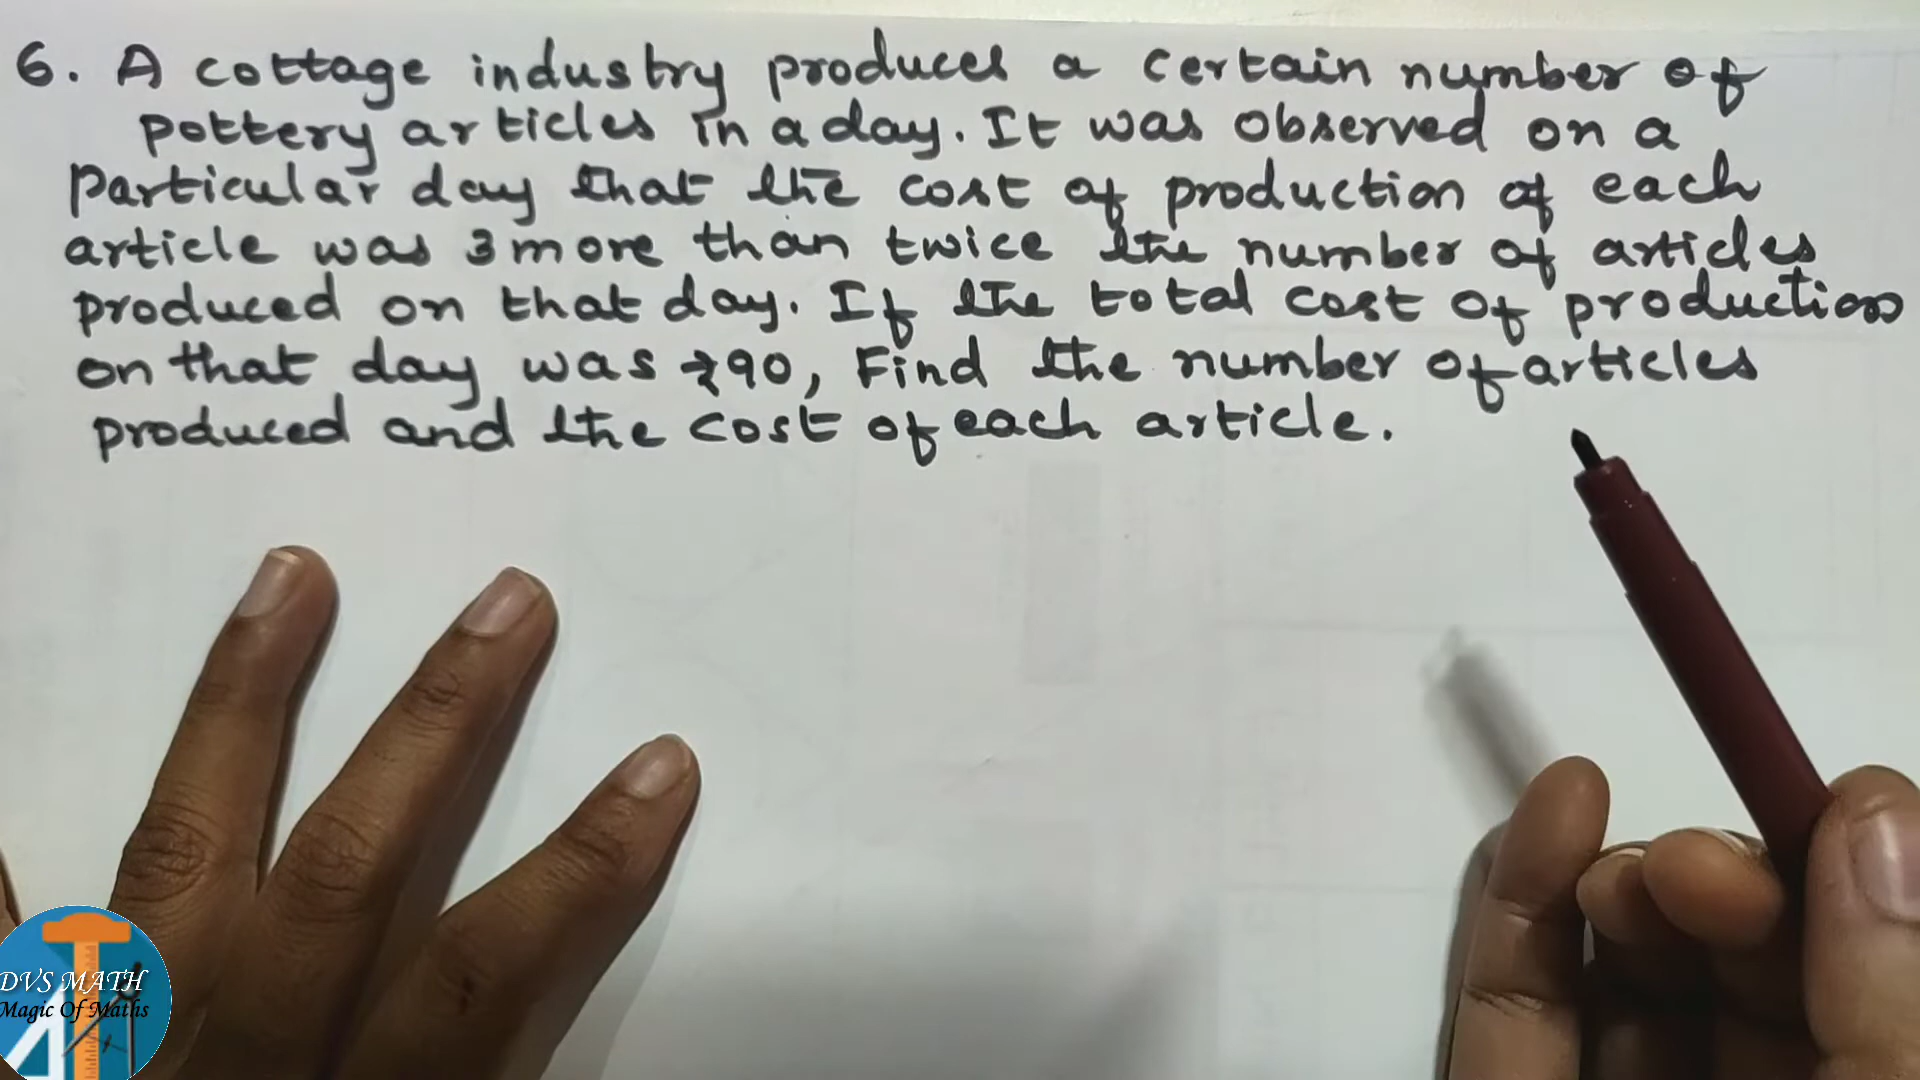 6. A cottage industry produces a certain number of
pottery articles in a day. It was observed on a
particular day that the cost of production of each
article was 3 more than twice the number of articles
produced on that day. If the total cost of production
on that day was ₹90, Find the number of articles
produced and the cost of each article.
DVS MATH
Magic Of Maths